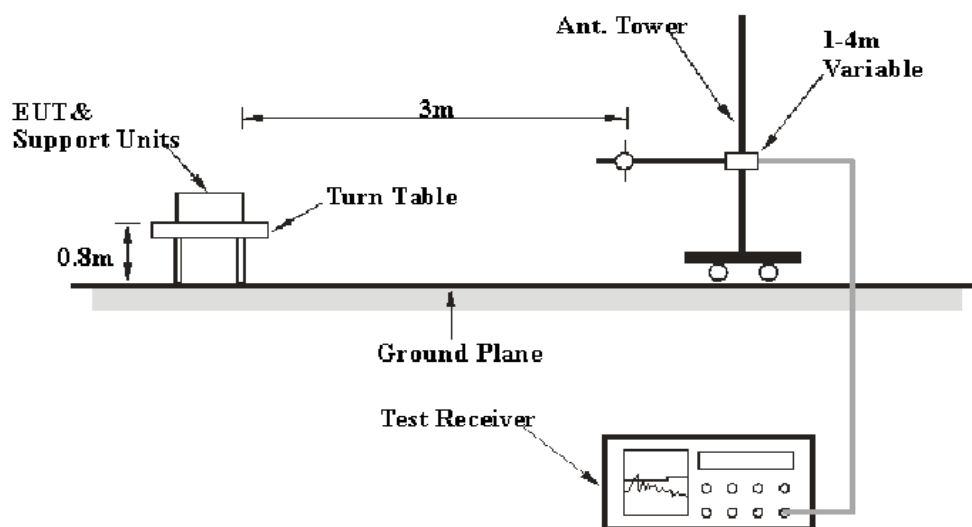 Ant. Tower
1-4m
Variable
EUT&
Support Units
3m
Turn Table
0.8m
Ground Plane
Test Receiver